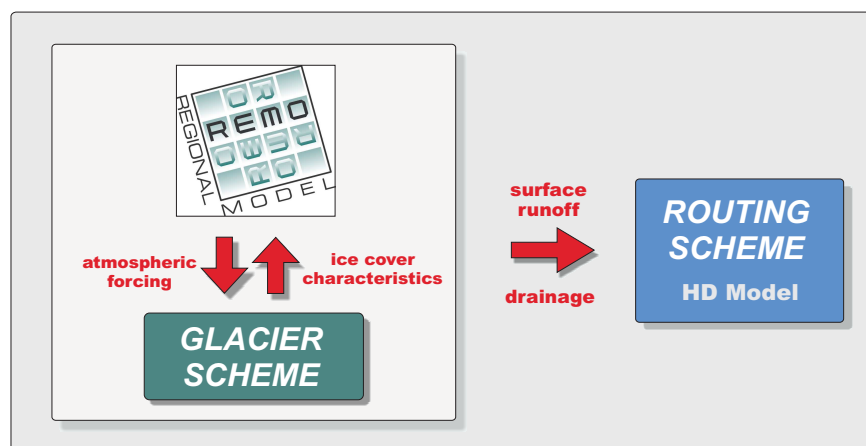 REGIONAL
REMO
MODEL
atmospheric
forcing
ice cover
characteristics
GLACIER
SCHEME
surface
runoff
drainage
ROUTING
SCHEME
HD Model